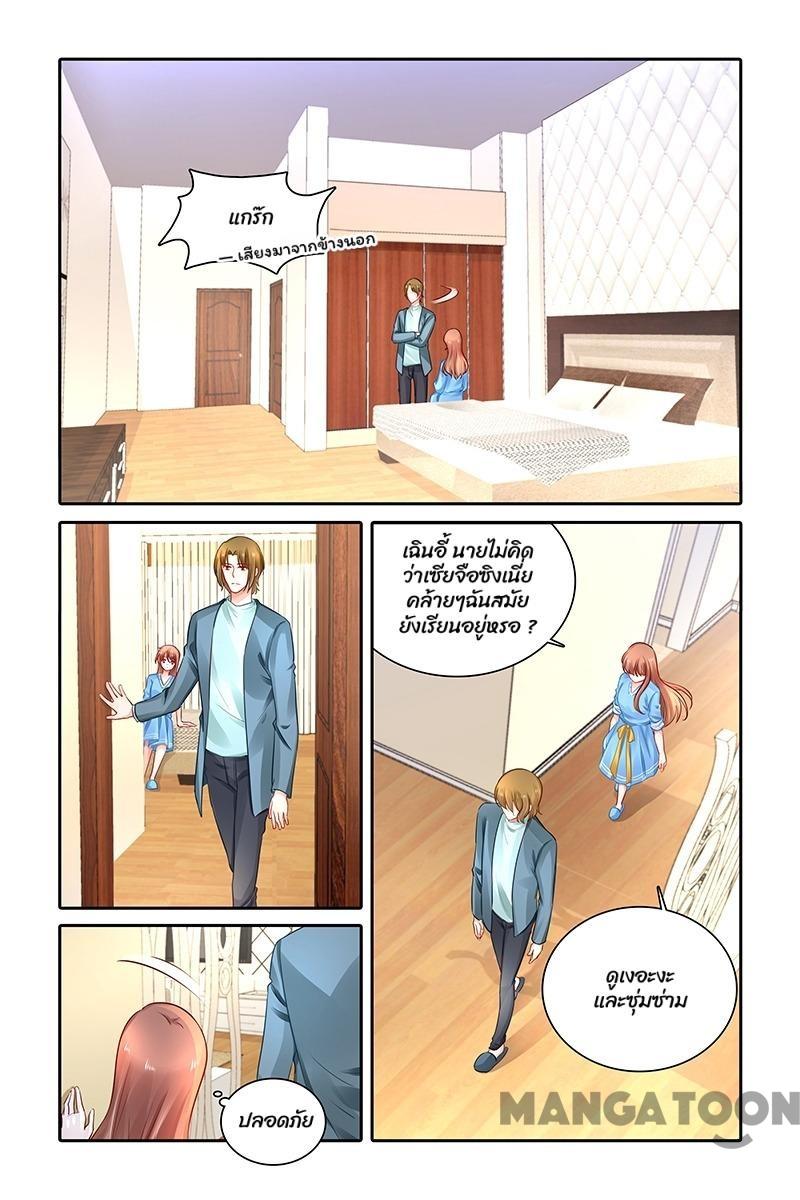 แกร๊ก
— เสียงมาจากข้างนอก
เฉินอี้ นายไม่คิด
ว่าเซียจือซิงเนี่ย
คล้ายๆฉันสมัย
ยังเรียนอยู่หรอ ?
ดูเงอะงะ
และซุ่มซ่าม
ปลอดภัย
MANGATOON